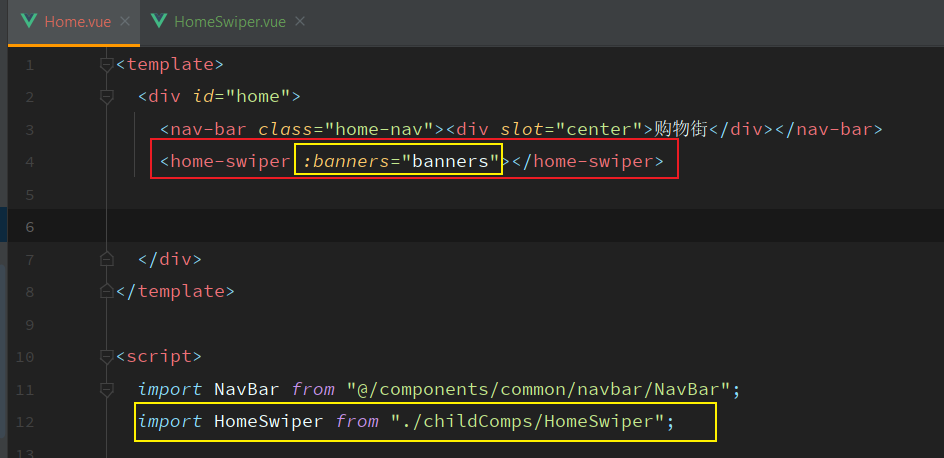 Home.vue × HomeSwiper.vue ×
1 <template>
2 <div id="home">
3 <nav-bar class="home-nav"><div slot="center">购物街</div></nav-bar>
4 <home-swiper :banners="banners"></home-swiper>
5
6
7 </div>
8 </template>
9
10 <script>
11 import NavBar from "@/components/common/navbar/NavBar";
12 import HomeSwiper from "./childComps/HomeSwiper";
13